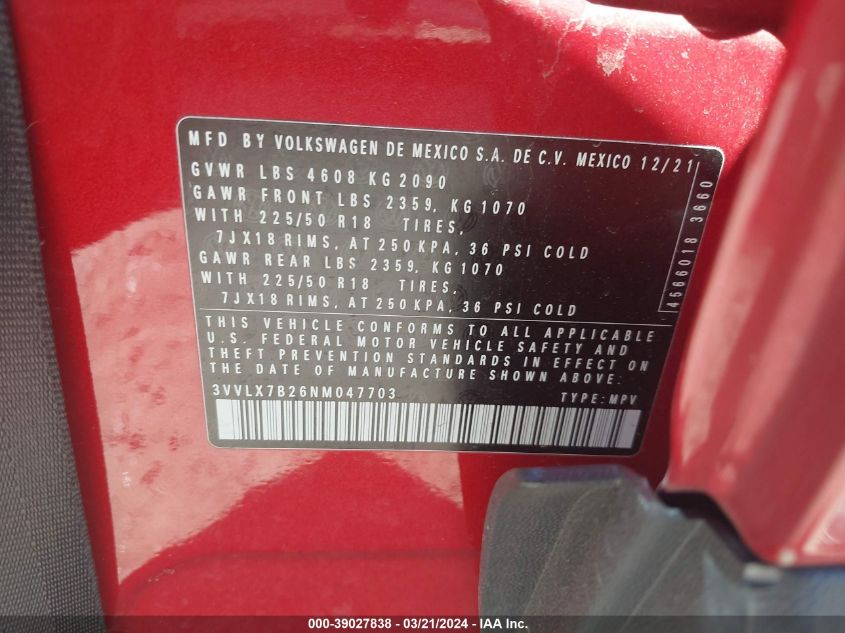 MFD BY VOLKSWAGEN DE MEXICO S.A. DE C.V. MEXICO 12/21
GVWR LBS 4608 KG 2090
GAWR FRONT LBS 2359, KG 1070
WITH 225/50 R18 TIRES,
7JX18 RIMS, AT 250 KPA, 36 PSI COLD
GAWR REAR LBS 2359, KG 1070
WITH 225/50 R18 TIRES,
7JX18 RIMS, AT 250 KPA, 36 PSI COLD
4566018 3660
THIS VEHICLE CONFORMS TO ALL APPLICABLE
U.S. FEDERAL MOTOR VEHICLE SAFETY AND
THEFT PREVENTION STANDARDS IN EFFECT ON
THE DATE OF MANUFACTURE SHOWN ABOVE.
3VVLX7B26NM047703 TYPE: MPV
000-39027838 - 03/21/2024 - IAA Inc.